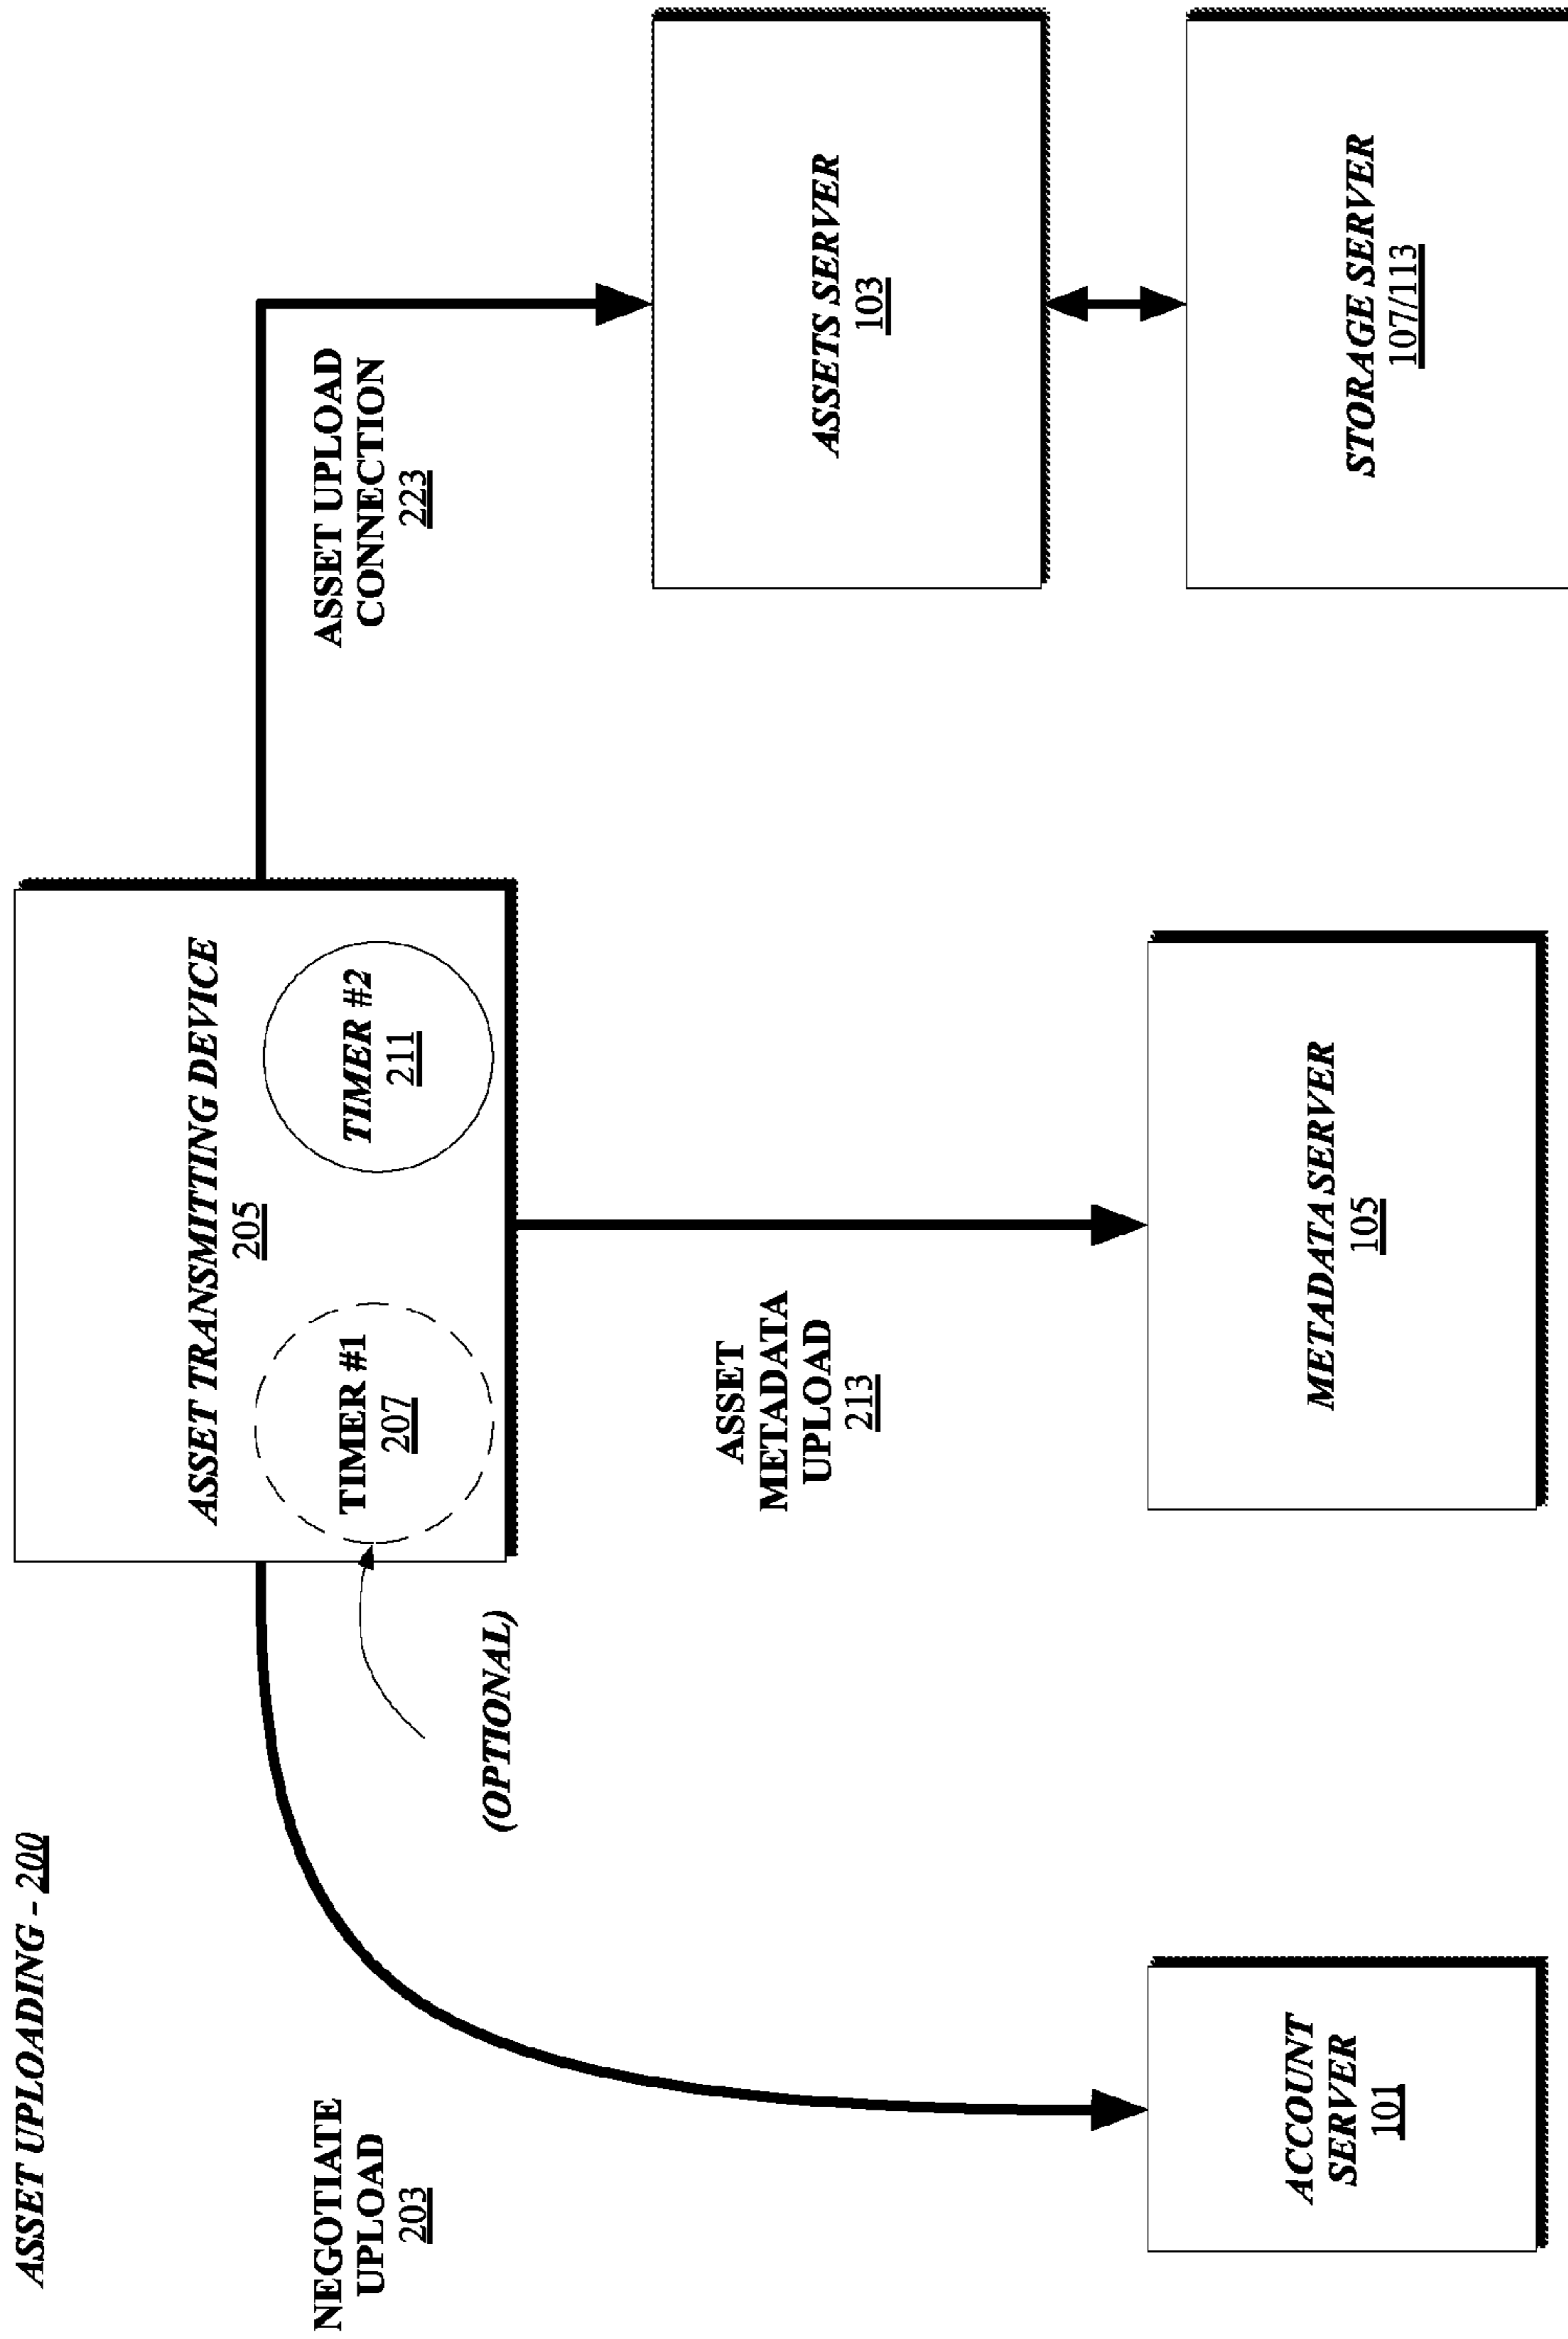 ASSET UPLOADING - 200
NEGOTIATE
UPLOAD
203
ASSET TRANSMITTING DEVICE
205
TIMER #1
207
TIMER #2
211
(OPTIONAL)
ASSET UPLOAD
CONNECTION
223
ASSET
METADATA
UPLOAD
213
ASSETS SERVER
103
ACCOUNT
SERVER
101
METADATA SERVER
105
STORAGE SERVER
107/113